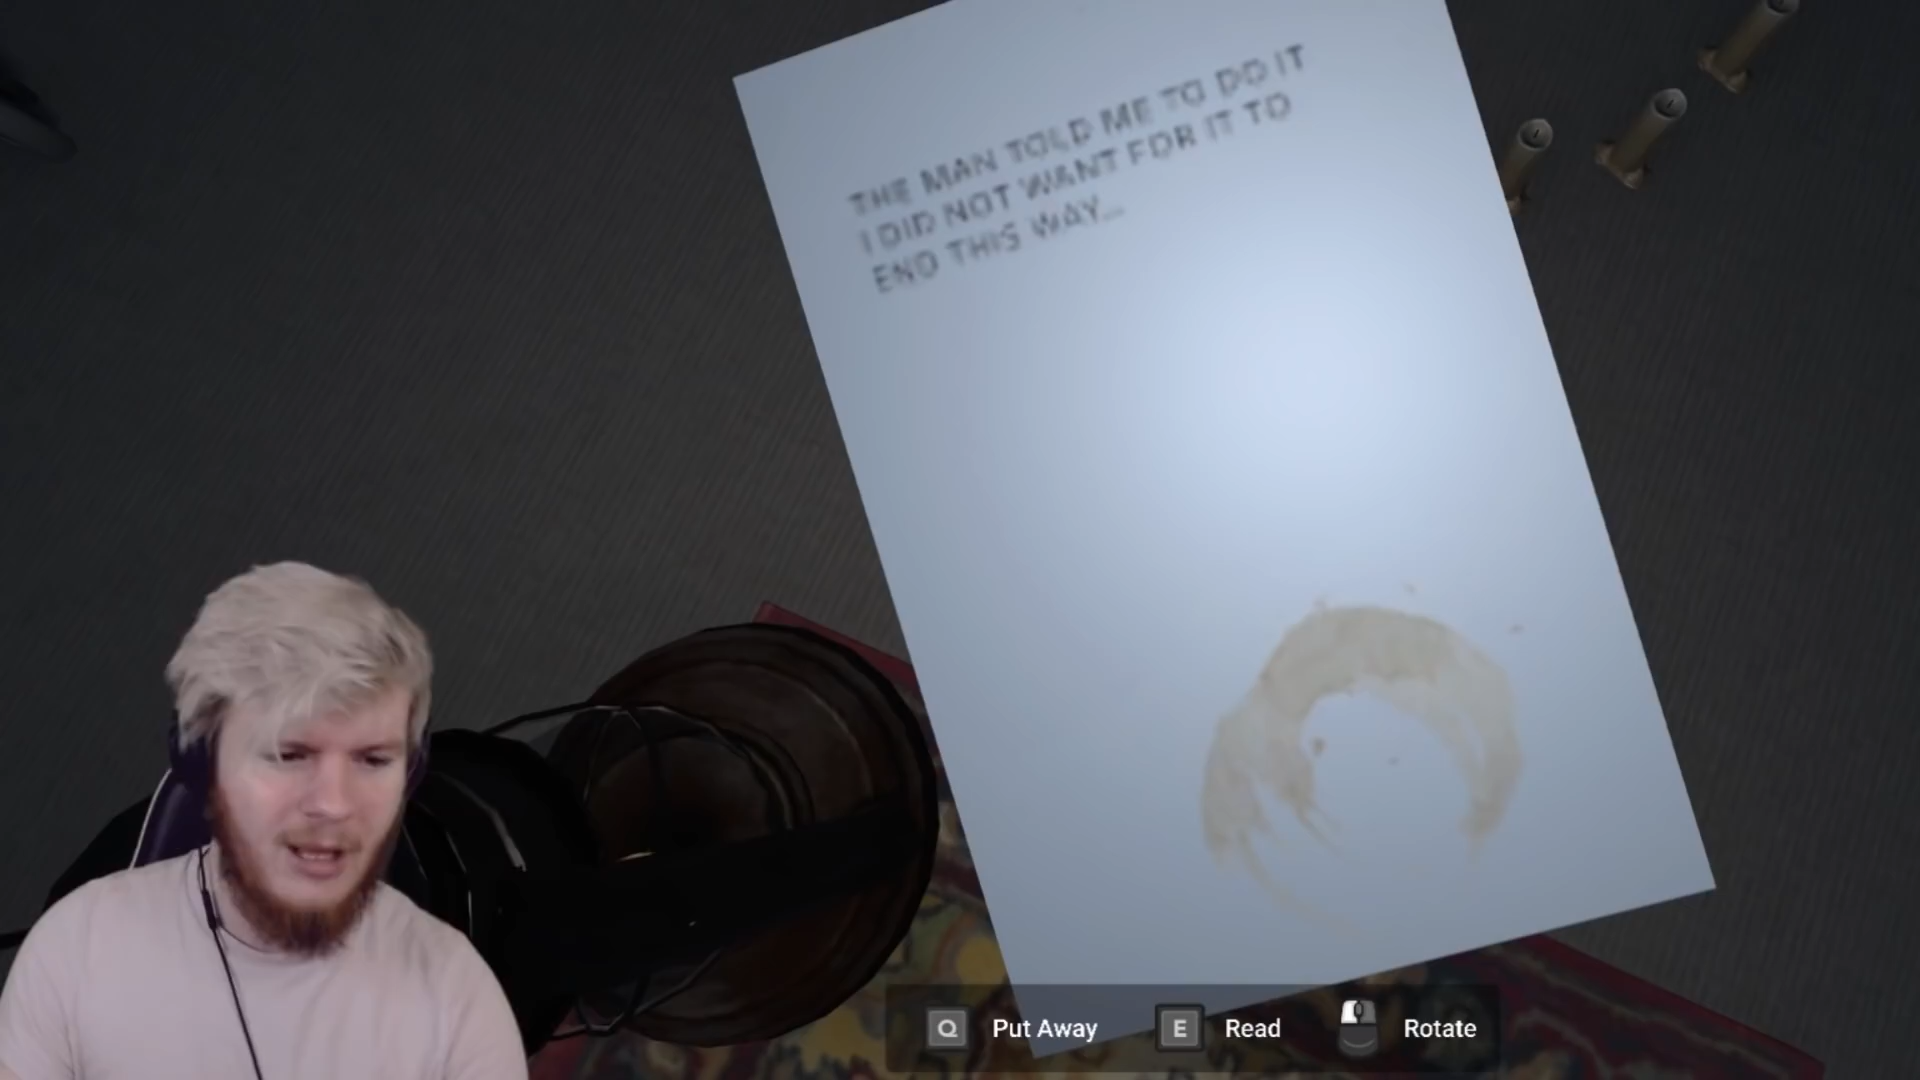 THE MAN TOLD ME TO DO IT
I DID NOT WANT FOR IT TO
END THIS WAY...
Q Put Away E Read Rotate